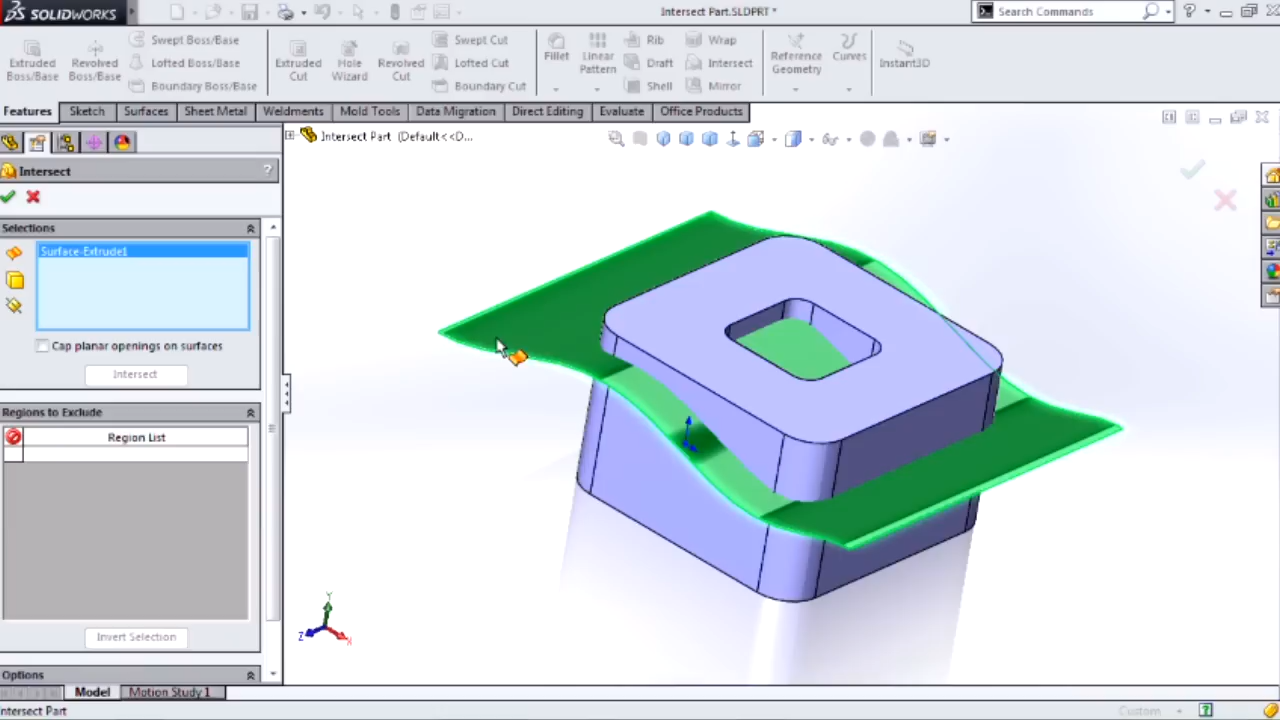 SOLIDWORKS
Intersect Part.SLDPRT *
Search Commands
Extruded Boss/Base
Revolved Boss/Base
Swept Boss/Base
Lofted Boss/Base
Boundary Boss/Base
Extruded Cut
Hole Wizard
Revolved Cut
Swept Cut
Lofted Cut
Boundary Cut
Fillet
Linear Pattern
Rib
Draft
Shell
Wrap
Intersect
Mirror
Reference Geometry
Curves
Instant3D
Features Sketch Surfaces Sheet Metal Weldments Mold Tools Data Migration Direct Editing Evaluate Office Products
Intersect Part (Default<<D...
Intersect ?
Selections
Surface-Extrude1
Cap planar openings on surfaces
Intersect
Regions to Exclude
Region List
Invert Selection
Options
Y
Z
X
Model Motion Study 1
Intersect Part
Custom